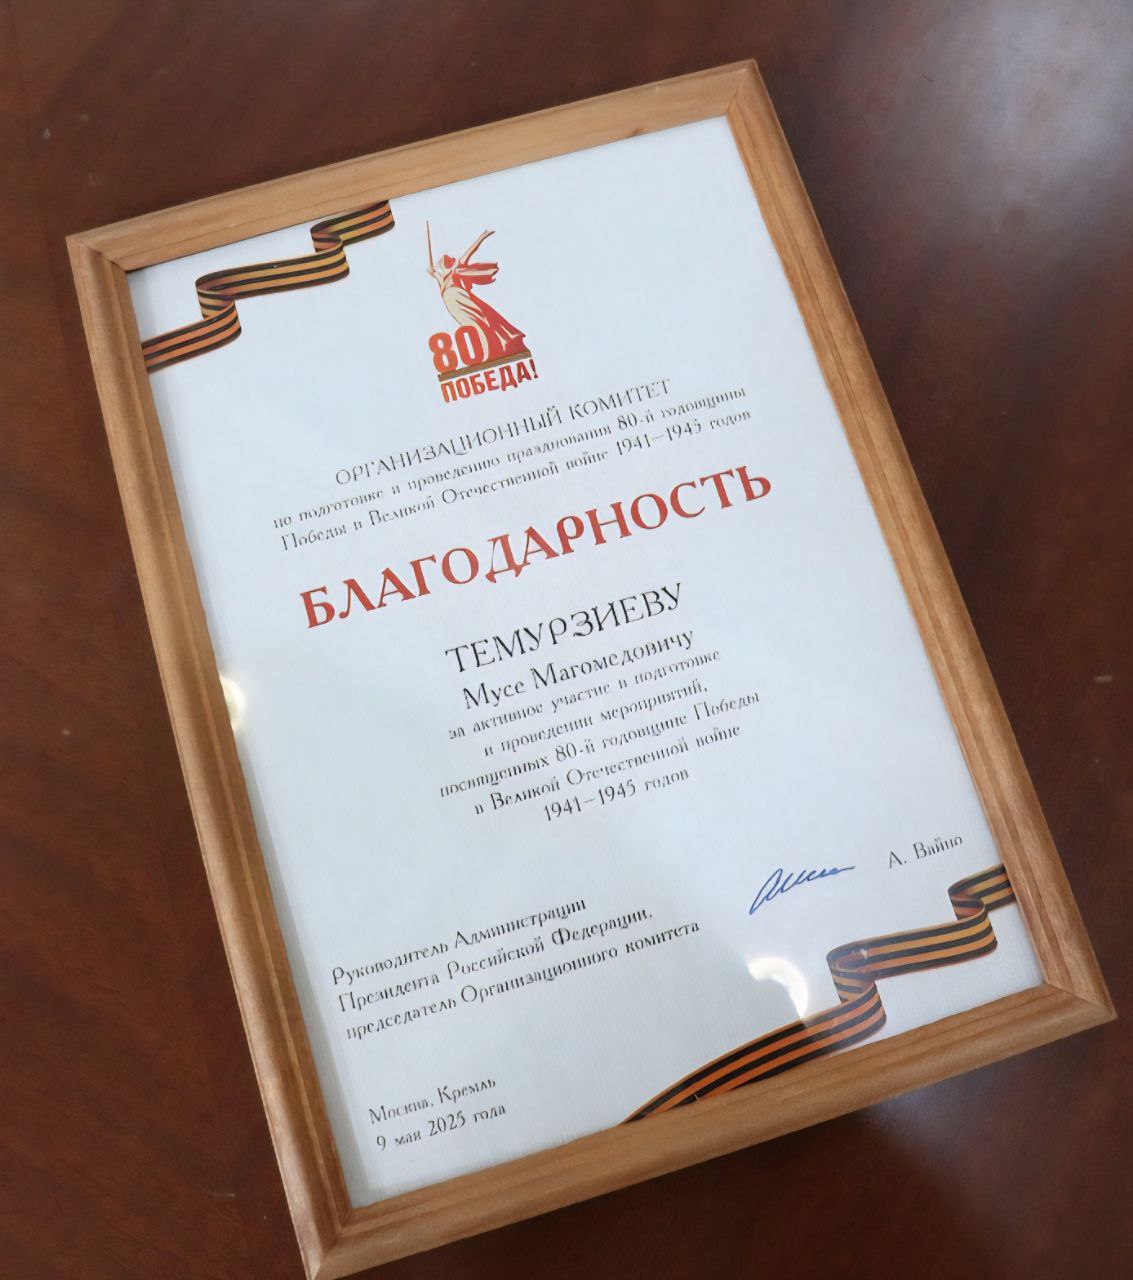 80
ПОБЕДА!
ОРГАНИЗАЦИОННЫЙ КОМИТЕТ
по подготовке и проведению празднования 80-й годовщины
Победы в Великой Отечественной войне 1941–1945 годов
БЛАГОДАРНОСТЬ
ТЕМУРЗИЕВУ
Мусе Магомедовичу
за активное участие в подготовке
и проведении мероприятий,
посвященных 80-й годовщине Победы
в Великой Отечественной войне
1941–1945 годов
А. Вайно
Руководитель Администрации
Президента Российской Федерации,
председатель Организационного комитета
Москва, Кремль
9 мая 2025 года